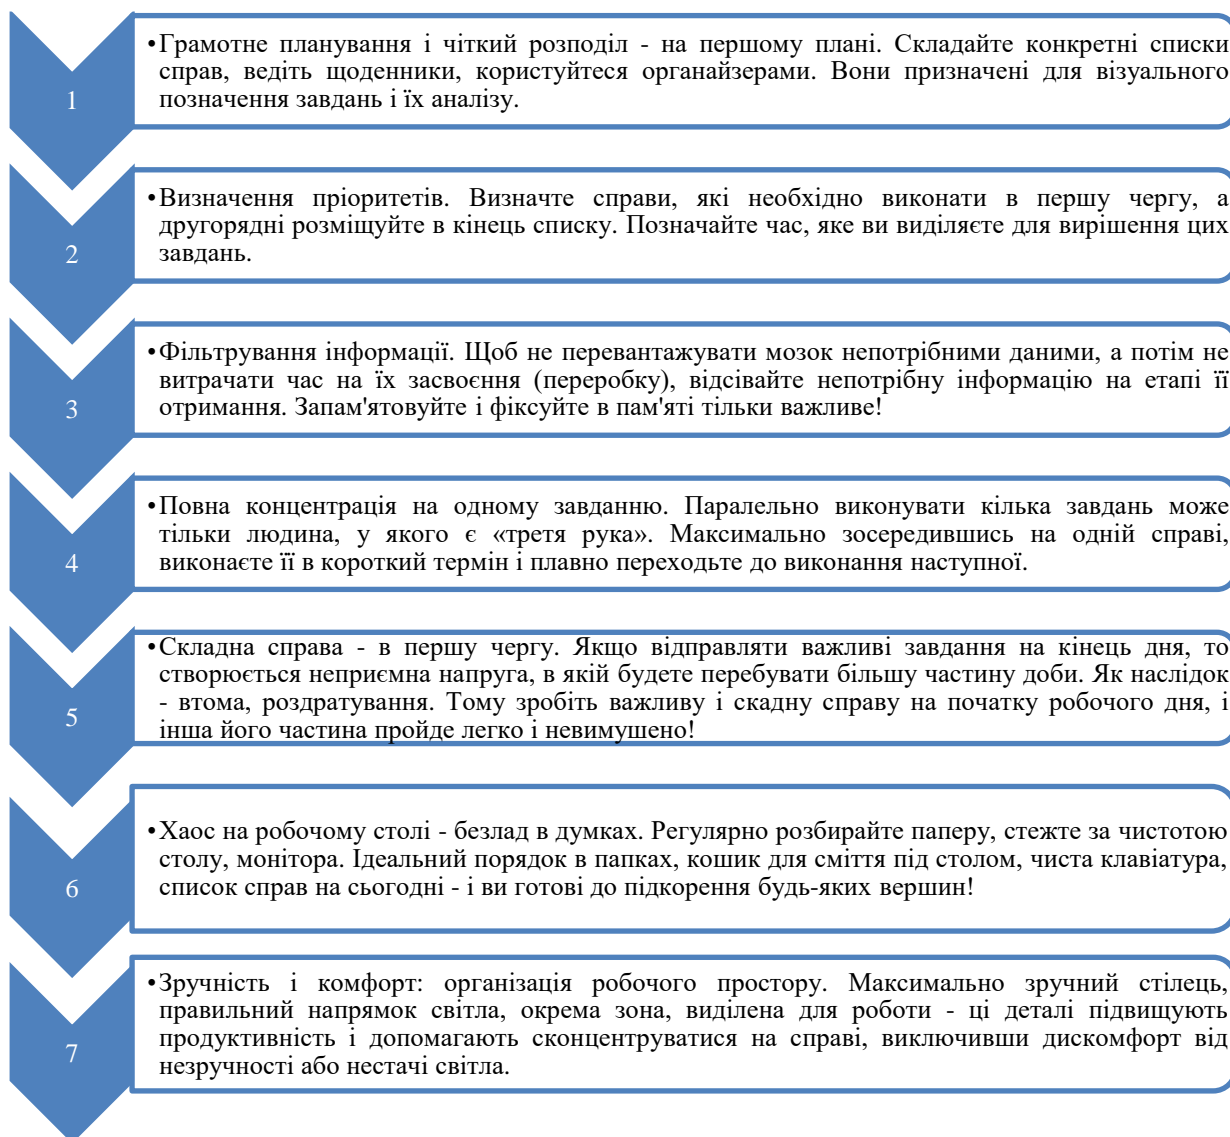 1
•Грамотне планування і чіткий розподіл - на першому плані. Складайте конкретні списки
справ, ведіть щоденники, користуйтеся органайзерами. Вони призначені для візуального
позначення завдань і їх аналізу.
2
•Визначення пріоритетів. Визначте справи, які необхідно виконати в першу чергу, а
другорядні розміщуйте в кінець списку. Позначайте час, яке ви виділяєте для вирішення цих
завдань.
3
•Фільтрування інформації. Щоб не перевантажувати мозок непотрібними даними, а потім не
витрачати час на їх засвоєння (переробку), відсівайте непотрібну інформацію на етапі її
отримання. Запам'ятовуйте і фіксуйте в пам'яті тільки важливе!
4
•Повна концентрація на одному завданню. Паралельно виконувати кілька завдань може
тільки людина, у якого є «третя рука». Максимально зосередившись на одній справі,
виконаєте її в короткий термін і плавно переходьте до виконання наступної.
5
•Складна справа - в першу чергу. Якщо відправляти важливі завдання на кінець дня, то
створюється неприємна напруга, в якій будете перебувати більшу частину доби. Як наслідок
- втома, роздратування. Тому зробіть важливу і скадну справу на початку робочого дня, і
інша його частина пройде легко і невимушено!
6
•Хаос на робочому столі - безлад в думках. Регулярно розбирайте паперу, стежте за чистотою
столу, монітора. Ідеальний порядок в папках, кошик для сміття під столом, чиста клавіатура,
список справ на сьогодні - і ви готові до підкорення будь-яких вершин!
7
•Зручність і комфорт: організація робочого простору. Максимально зручний стілець,
правильний напрямок світла, окрема зона, виділена для роботи - ці деталі підвищують
продуктивність і допомагають сконцентруватися на справі, виключивши дискомфорт від
незручності або нестачі світла.